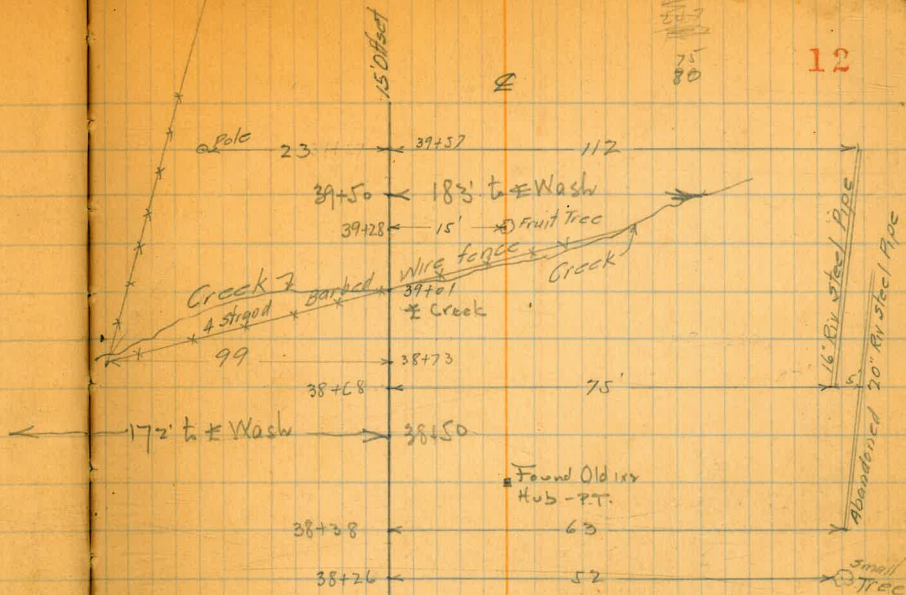 12
75
80
15' Offset
℄
Pole
23
39+57
112
39+50
183' to ℄ Wash
39+28
15'
Fruit Tree
Creek
4 strand Barbed Wire fence
Creek
39+01
℄ Creek
99
38+73
38+68
75'
5'
16" Riv Steel Pipe
Abandoned 20" Riv Steel Pipe
172' to ℄ Wash
38+50
Found Old 1x2
Hub - P.T.
38+38
63
38+26
52
Small
Tree